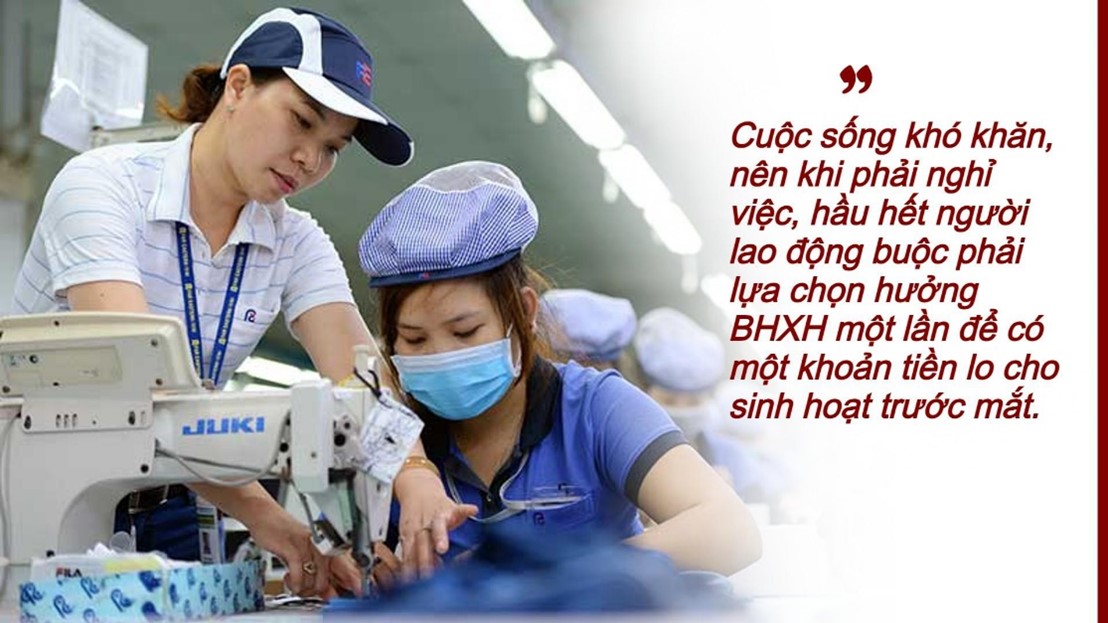 ”
Cuộc sống khó khăn,
nên khi phải nghỉ
việc, hầu hết người
lao động buộc phải
lựa chọn hưởng
BHXH một lần để có
một khoản tiền lo cho
sinh hoạt trước mắt.
JUKI
FILA